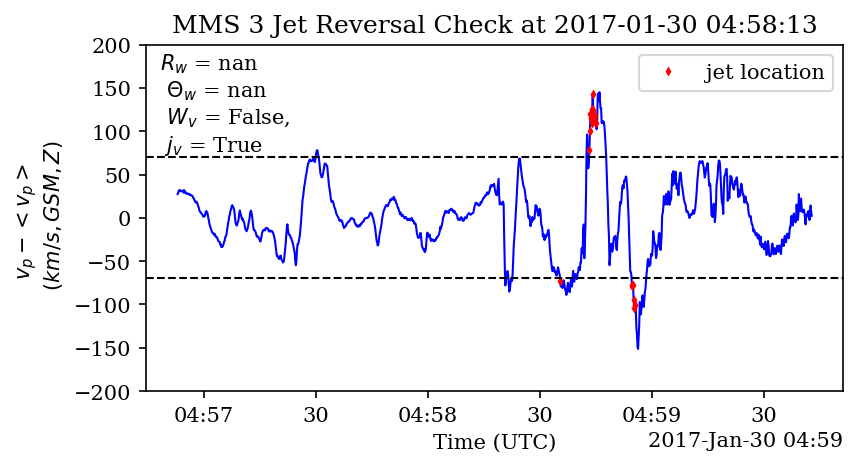 MMS 3 Jet Reversal Check at 2017-01-30 04:58:13
R_w = nan
Θ_w = nan
W_v = False,
j_v = True
jet location
200
150
100
50
0
−50
−100
−150
−200
v_p − < v_p >
(km/s, GSM, Z)
04:57 30 04:58 30 04:59 30
Time (UTC)
2017-Jan-30 04:59